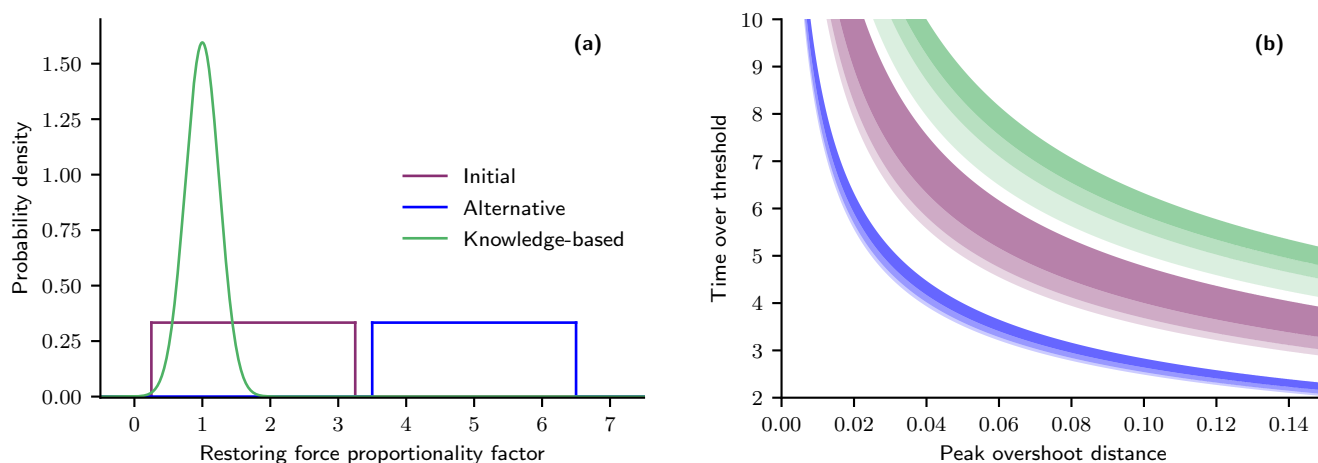 (a)
Probability density
1.50
1.25
1.00
0.75
0.50
0.25
0.00
Initial
Alternative
Knowledge-based
0 1 2 3 4 5 6 7
Restoring force proportionality factor
(b)
Time over threshold
10
9
8
7
6
5
4
3
2
0.00 0.02 0.04 0.06 0.08 0.10 0.12 0.14
Peak overshoot distance